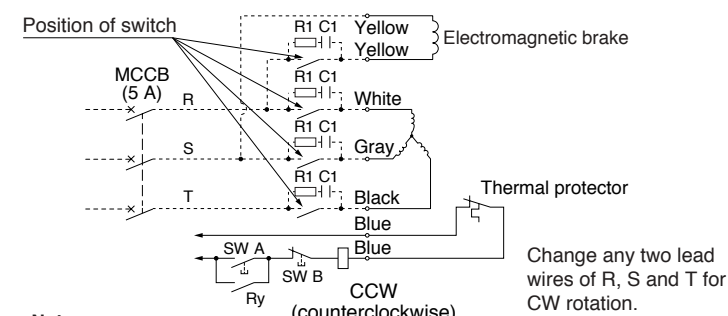 Position of switch
R1 C1
Yellow
Yellow
Electromagnetic brake
MCCB
(5 A)
R
R1 C1
White
S
R1 C1
Gray
T
R1 C1
Black
Thermal protector
Blue
Blue
SW A
SW B
Ry
CCW
(counterclockwise)
Change any two lead
wires of R, S and T for
CW rotation.